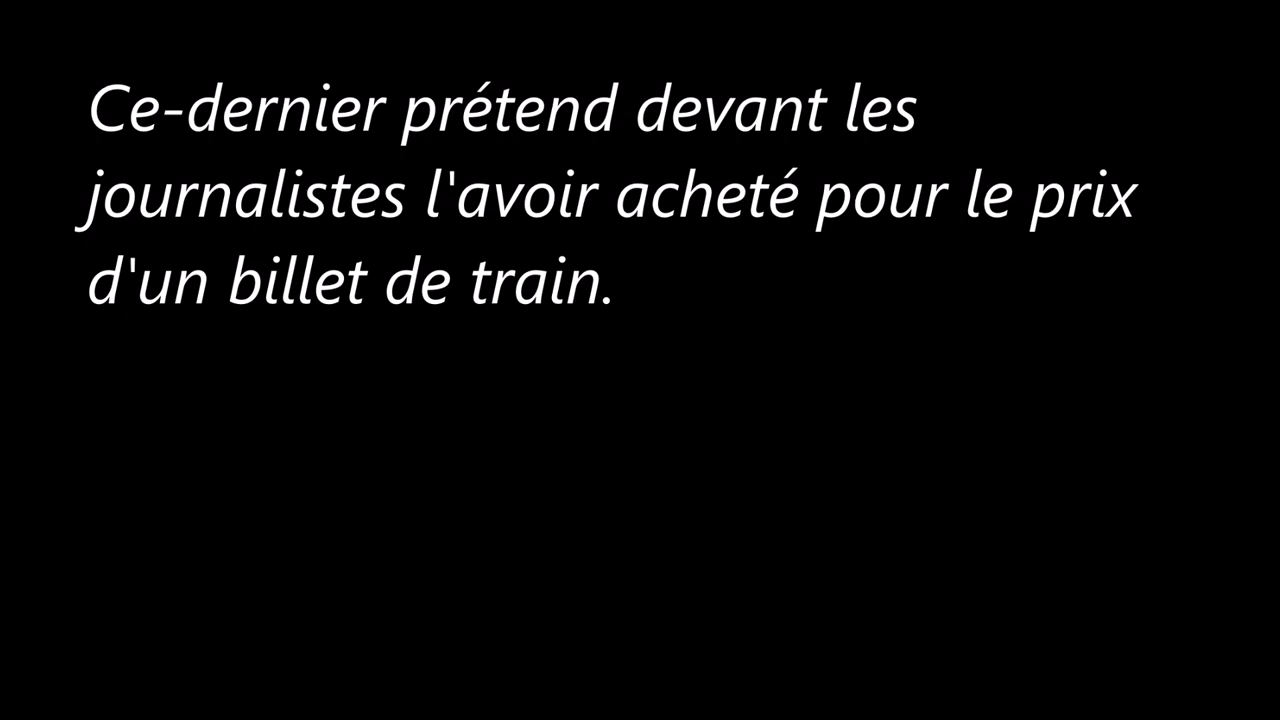 Ce-dernier prétend devant les
journalistes l'avoir acheté pour le prix
d'un billet de train.